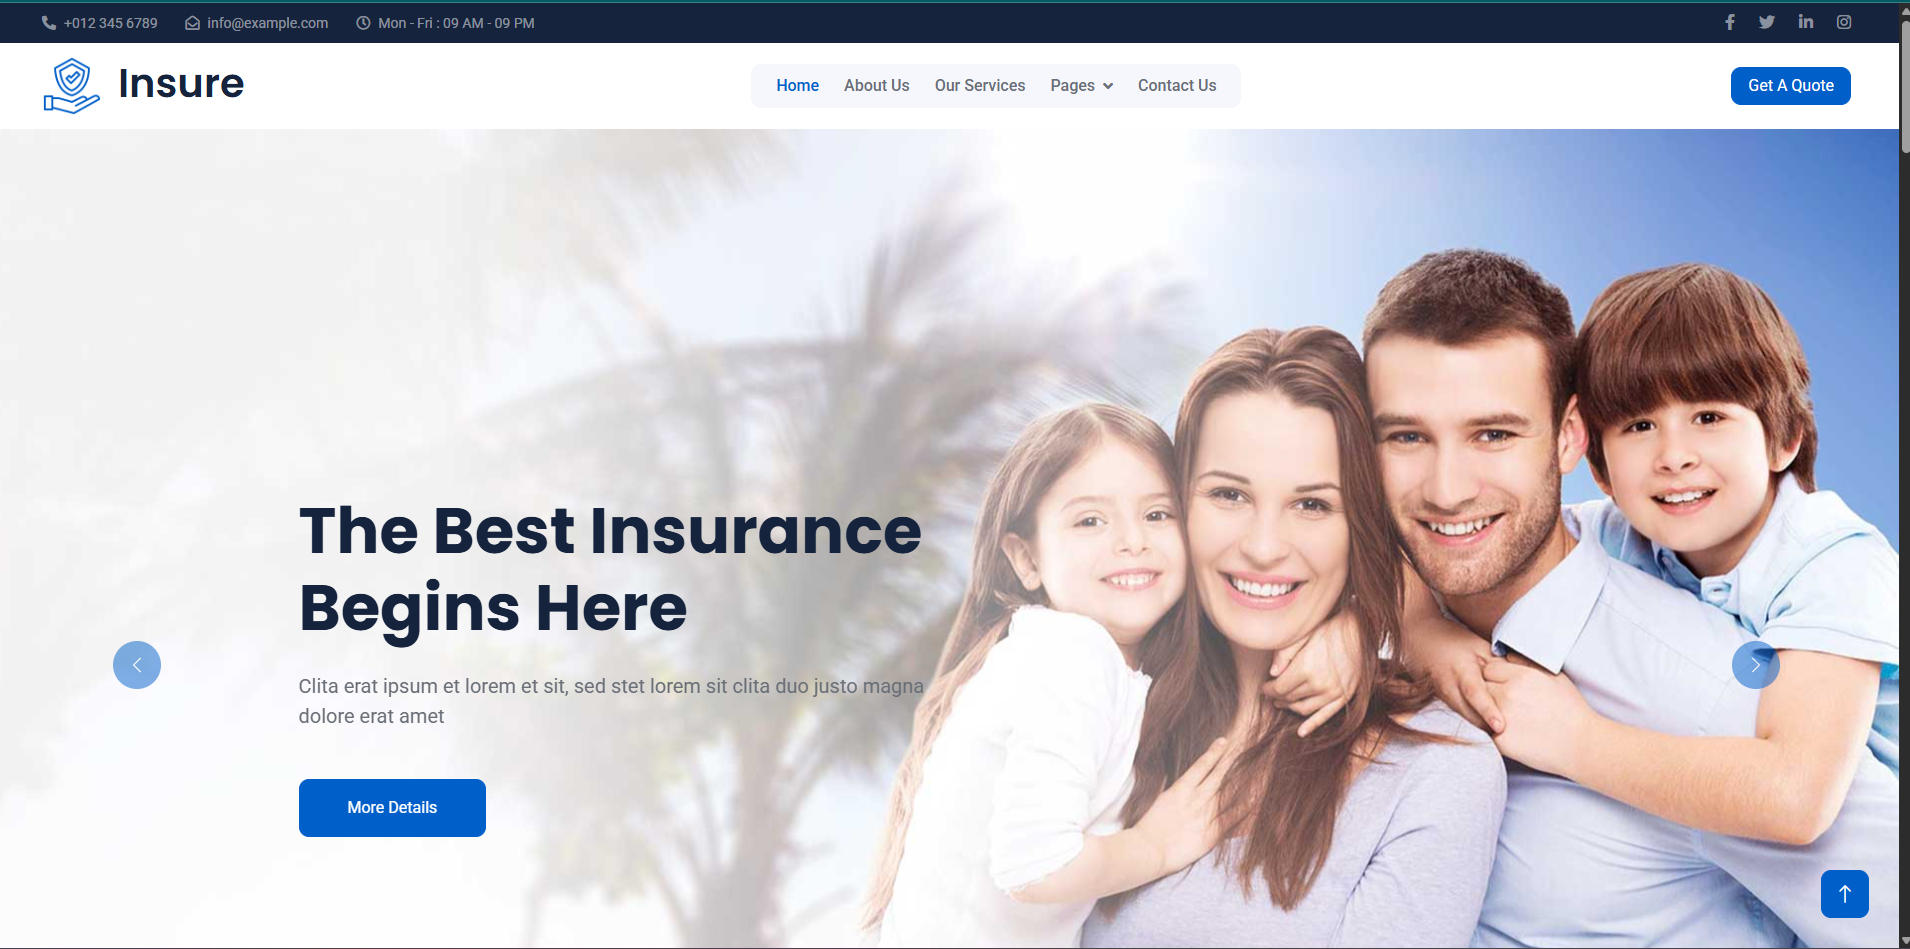 +012 345 6789 info@example.com Mon - Fri : 09 AM - 09 PM
Insure
Home About Us Our Services Pages Contact Us
Get A Quote
The Best Insurance
Begins Here
Clita erat ipsum et lorem et sit, sed stet lorem sit clita duo justo magna
dolore erat amet
More Details